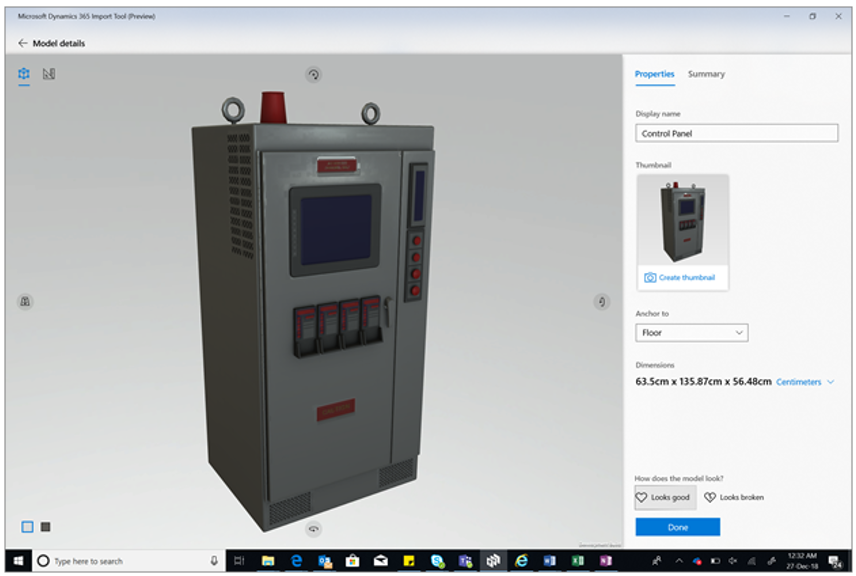 Microsoft Dynamics 365 Import Tool (Preview)
Model details
Properties Summary
Display name
Control Panel
Thumbnail
Create thumbnail
Anchor to
Floor
Dimensions
63.5cm x 135.87cm x 56.48cm Centimeters
How does the model look?
Looks good Looks broken
Done
Type here to search
12:32 AM
27-Dec-18
24